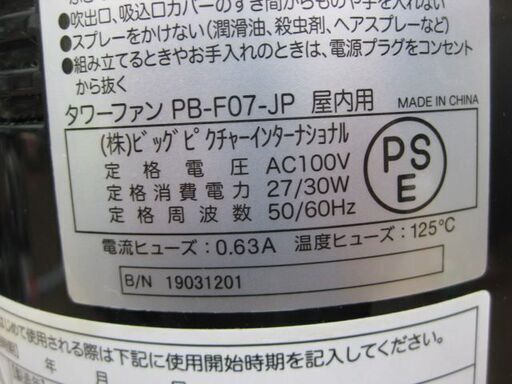 ●吹出口、吸込口カバーのすき間からものや手を入れない
●スプレーをかけない(潤滑油、殺虫剤、ヘアスプレーなど)
●組み立てるときやお手入れのときは、電源プラグをコンセント
から抜く
タワーファン PB-F07-JP 屋内用 MADE IN CHINA
(株)ビッグピクチャーインターナショナル
定格電圧 AC100V
定格消費電力 27/30W
定格周波数 50/60Hz
PS
E
電流ヒューズ:0.63A 温度ヒューズ:125℃
B/N 19031201
はじめて使用される際は下記に使用開始時期を記入してください。
年 月